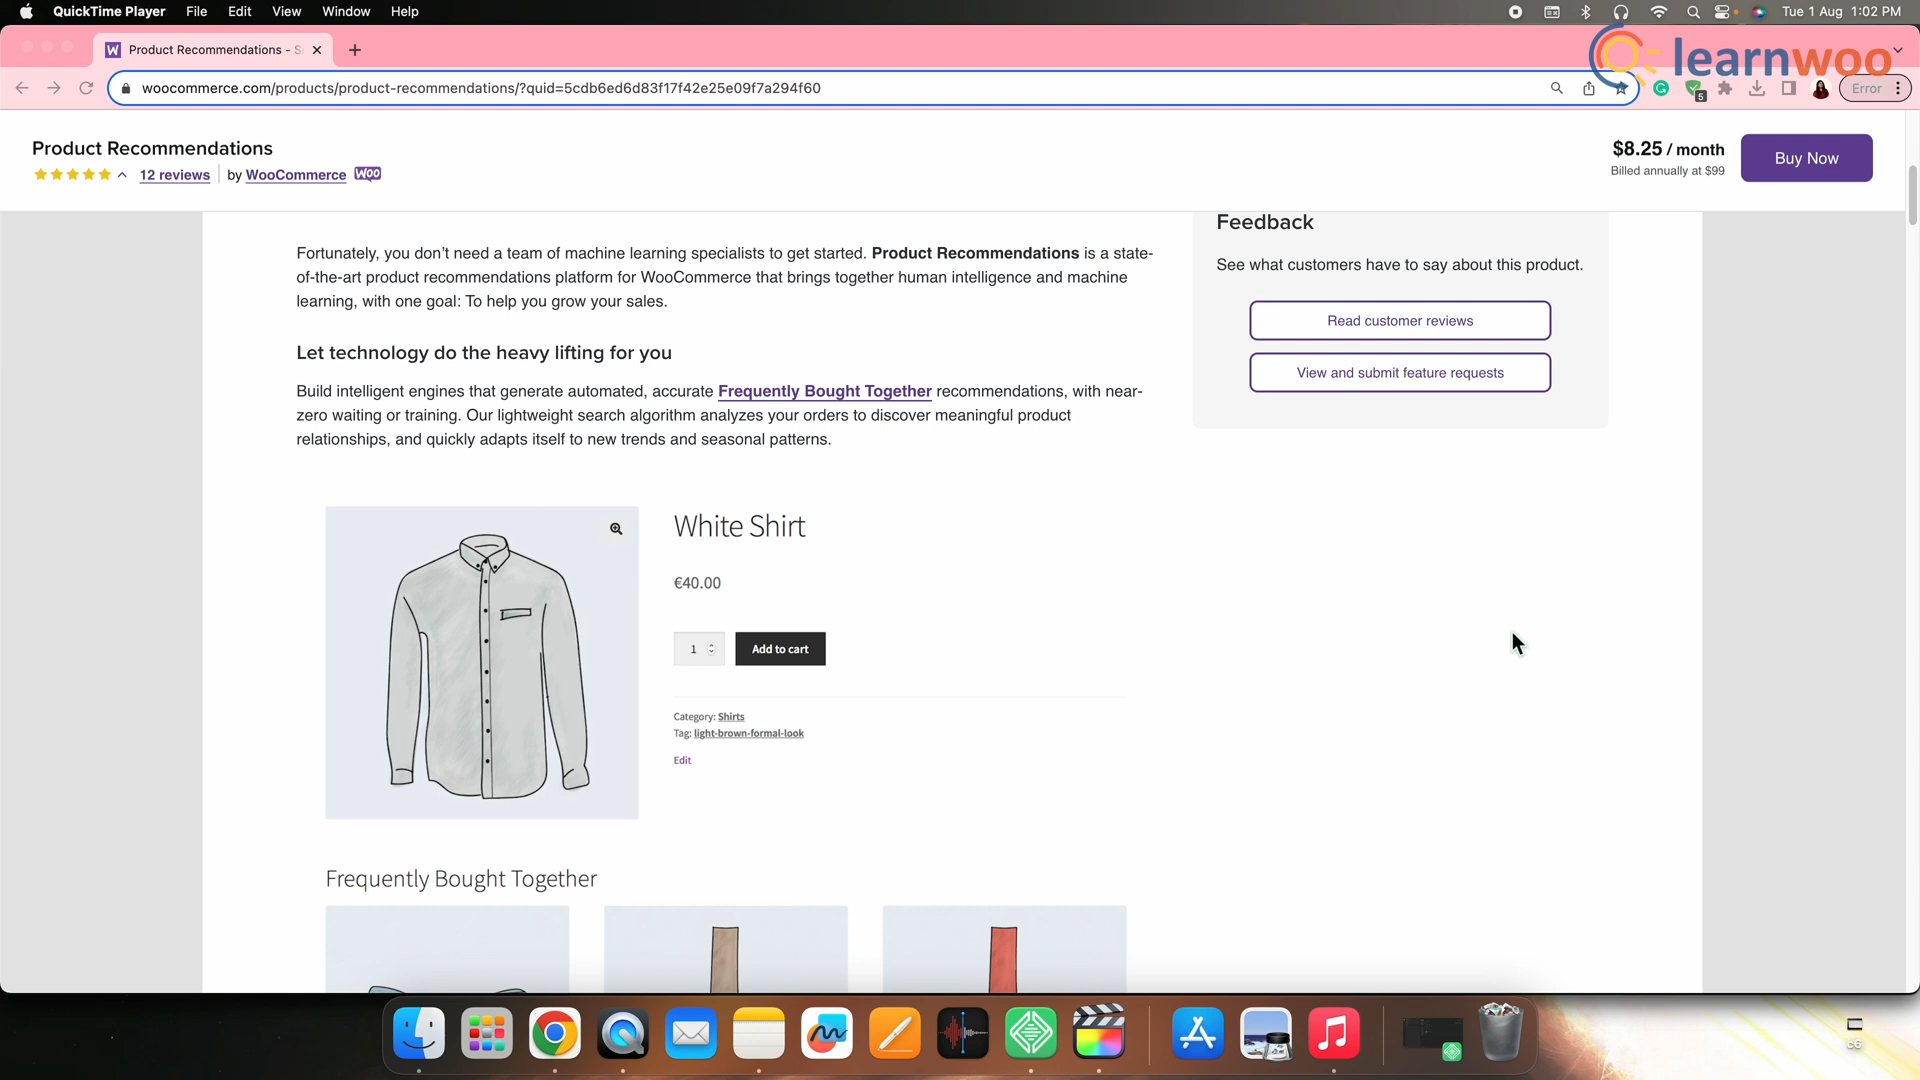 QuickTime Player File Edit View Window Help
Tue 1 Aug 1:02 PM
Product Recommendations - S
learnwoo
woocommerce.com/products/product-recommendations/?quid=5cdb6ed6d83f17f42e25e09f7a294f60
5
Error
Product Recommendations
12 reviews
by WooCommerce
WOO
$8.25 / month
Billed annually at $99
Buy Now
Fortunately, you don’t need a team of machine learning specialists to get started. Product Recommendations is a state-
of-the-art product recommendations platform for WooCommerce that brings together human intelligence and machine
learning, with one goal: To help you grow your sales.
Let technology do the heavy lifting for you
Build intelligent engines that generate automated, accurate Frequently Bought Together recommendations, with near-
zero waiting or training. Our lightweight search algorithm analyzes your orders to discover meaningful product
relationships, and quickly adapts itself to new trends and seasonal patterns.
Feedback
See what customers have to say about this product.
Read customer reviews
View and submit feature requests
White Shirt
€40.00
1
Add to cart
Category: Shirts
Tag: light-brown-formal-look
Edit
Frequently Bought Together
c6